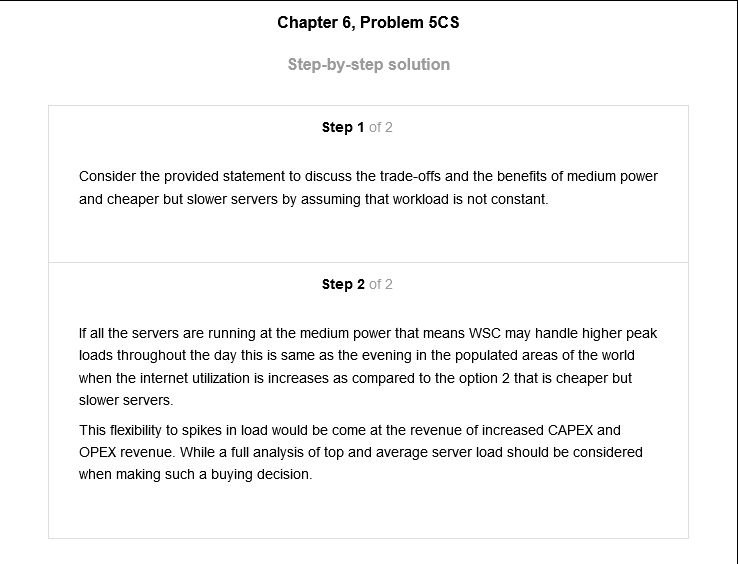 Chapter 6, Problem 5CS
Step-by-step solution
Step 1 of 2
Consider the provided statement to discuss the trade-offs and the benefits of medium power
and cheaper but slower servers by assuming that workload is not constant.
Step 2 of 2
If all the servers are running at the medium power that means WSC may handle higher peak
loads throughout the day this is same as the evening in the populated areas of the world
when the internet utilization is increases as compared to the option 2 that is cheaper but
slower servers.
This flexibility to spikes in load would be come at the revenue of increased CAPEX and
OPEX revenue. While a full analysis of top and average server load should be considered
when making such a buying decision.